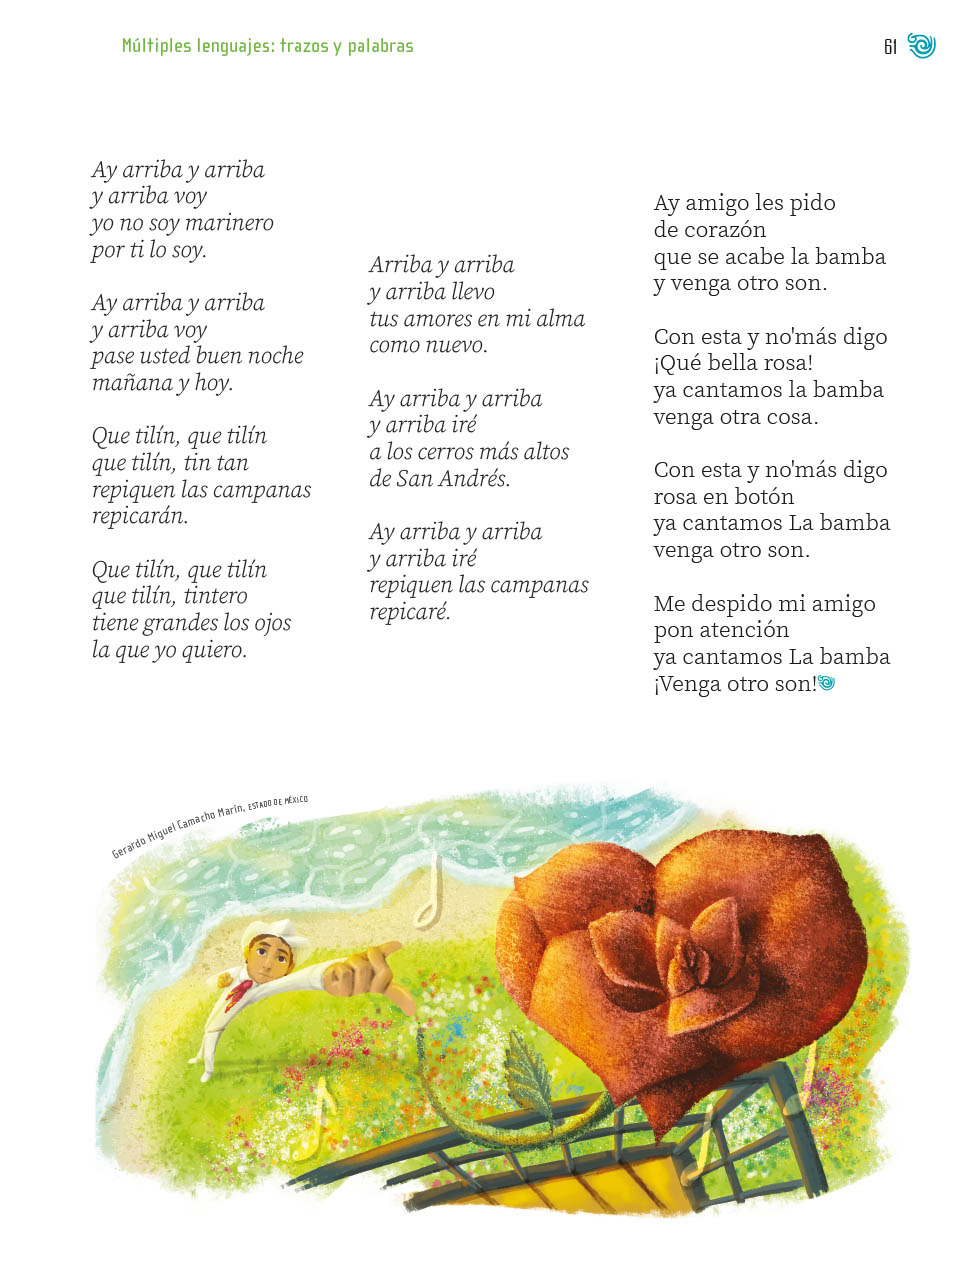 Múltiples lenguajes: trazos y palabras
61
Ay arriba y arriba
y arriba voy
yo no soy marinero
por ti lo soy.
Ay arriba y arriba
y arriba voy
pase usted buen noche
mañana y hoy.
Que tilín, que tilín
que tilín, tin tan
repiquen las campanas
repicarán.
Que tilín, que tilín
que tilín, tintero
tiene grandes los ojos
la que yo quiero.
Arriba y arriba
y arriba llevo
tus amores en mi alma
como nuevo.
Ay arriba y arriba
y arriba iré
a los cerros más altos
de San Andrés.
Ay arriba y arriba
y arriba iré
repiquen las campanas
repicaré.
Ay amigo les pido
de corazón
que se acabe la bamba
y venga otro son.
Con esta y no'más digo
¡Qué bella rosa!
ya cantamos la bamba
venga otra cosa.
Con esta y no'más digo
rosa en botón
ya cantamos La bamba
venga otro son.
Me despido mi amigo
pon atención
ya cantamos La bamba
¡Venga otro son!
Gerardo Miguel Camacho Marín, ESTADO DE MÉXICO